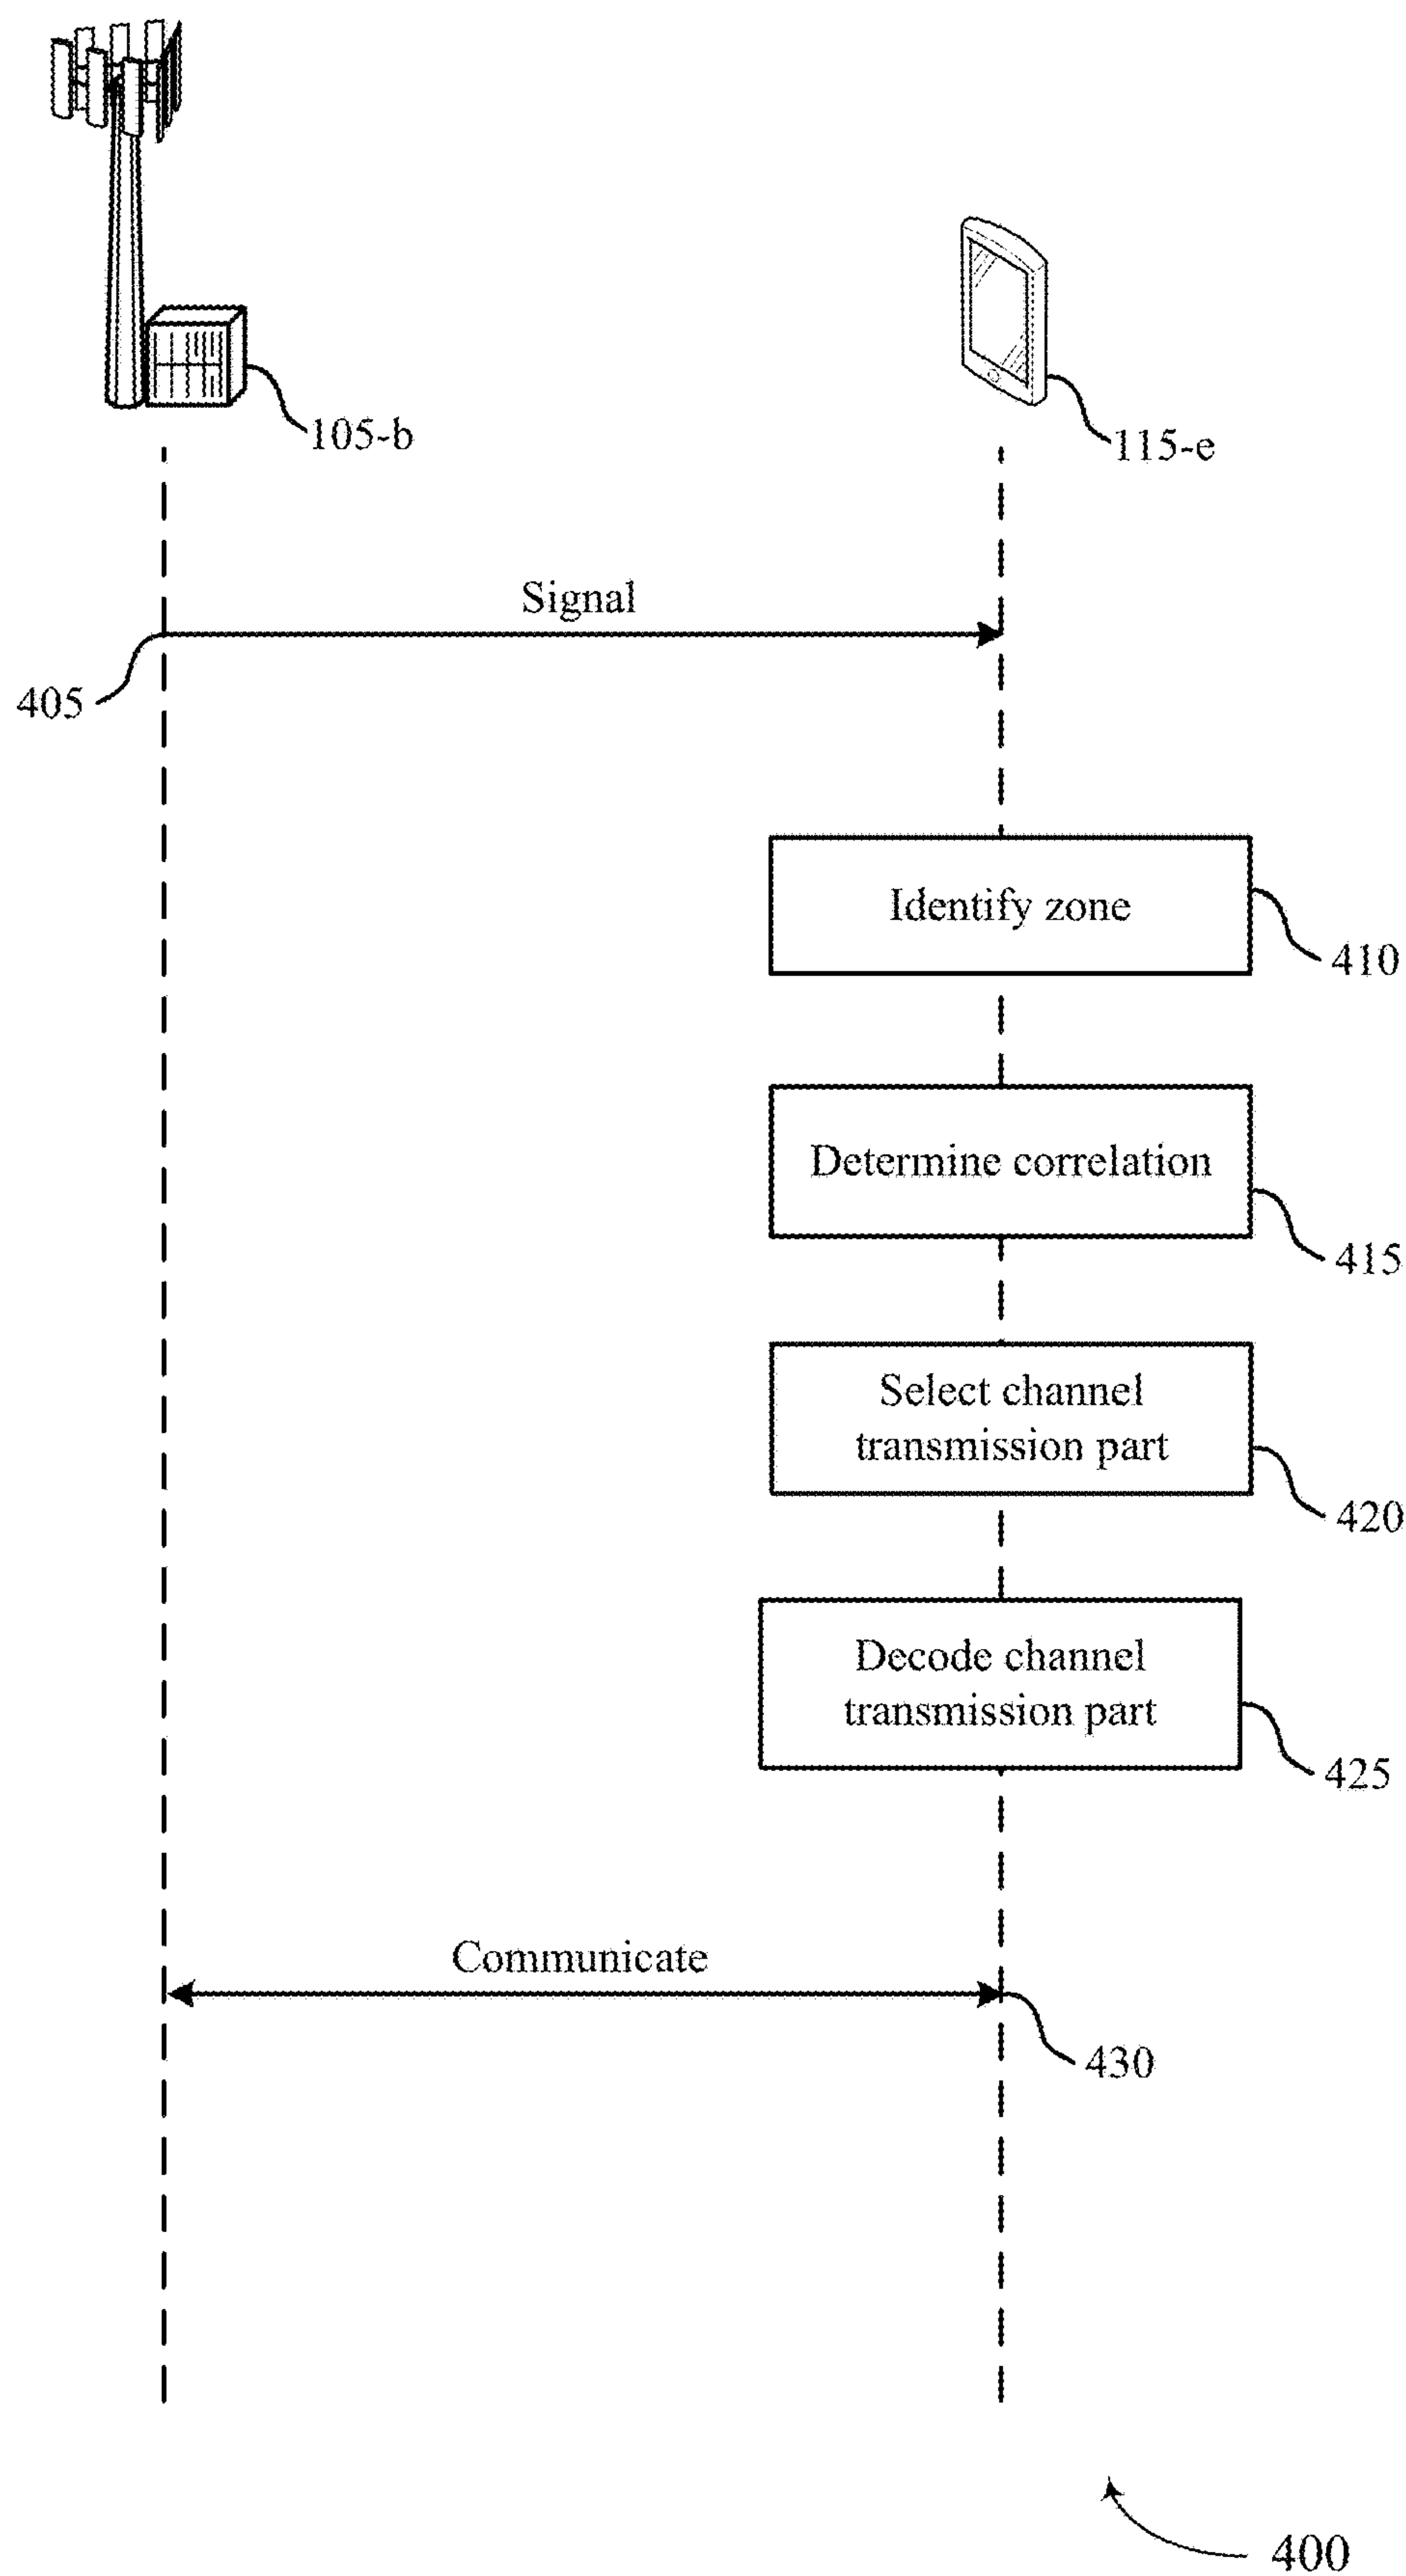 105-b
115-e
Signal
405
Identify zone
410
Determine correlation
415
Select channel
transmission part
420
Decode channel
transmission part
425
Communicate
430
400